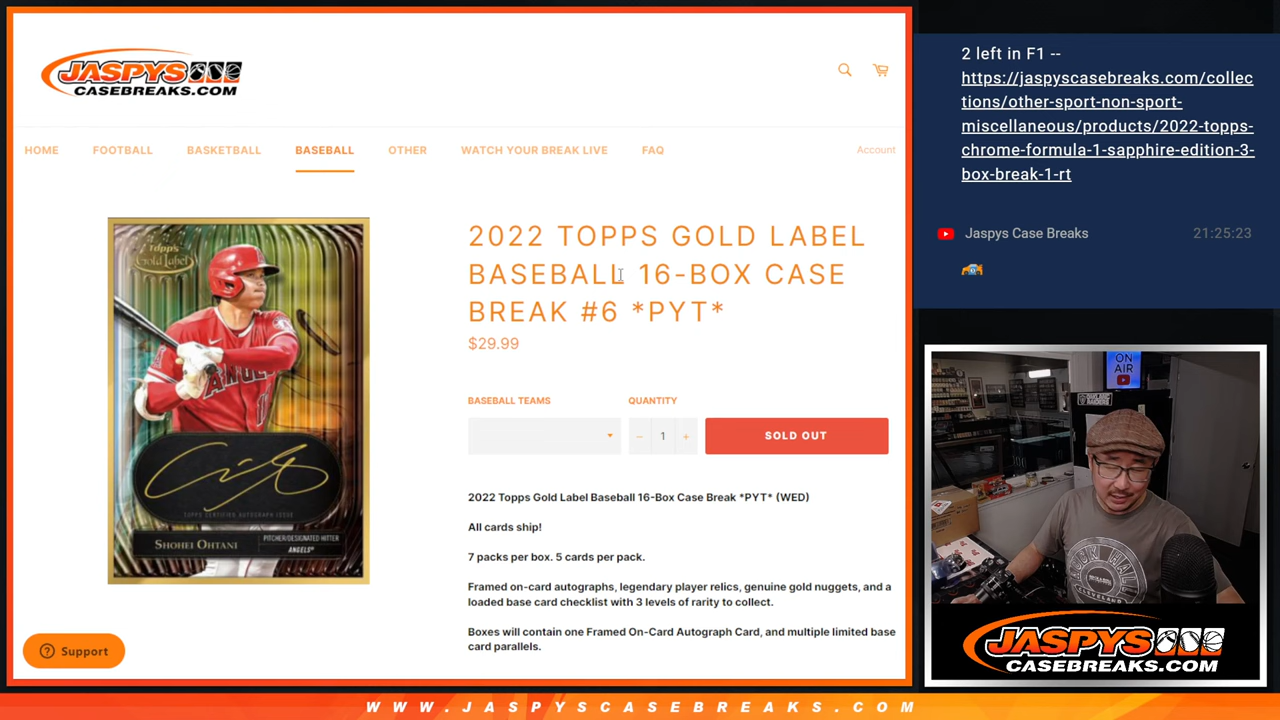 JASPYS
CASEBREAKS.COM
HOME FOOTBALL BASKETBALL BASEBALL OTHER WATCH YOUR BREAK LIVE FAQ Account
Topps
Gold Label
ANGELS
TOPPS CERTIFIED AUTOGRAPH ISSUE
SHOHEI OHTANI
PITCHER/DESIGNATED HITTER
ANGELS®
2022 TOPPS GOLD LABEL
BASEBALL 16-BOX CASE
BREAK #6 *PYT*
$29.99
BASEBALL TEAMS QUANTITY
− 1 + SOLD OUT
2022 Topps Gold Label Baseball 16-Box Case Break *PYT* (WED)
All cards ship!
7 packs per box. 5 cards per pack.
Framed on-card autographs, legendary player relics, genuine gold nuggets, and a
loaded base card checklist with 3 levels of rarity to collect.
Boxes will contain one Framed On-Card Autograph Card, and multiple limited base
card parallels.
? Support
2 left in F1 --
https://jaspyscasebreaks.com/collec
tions/other-sport-non-sport-
miscellaneous/products/2022-topps-
chrome-formula-1-sapphire-edition-3-
box-break-1-rt
Jaspys Case Breaks 21:25:23
ON
AIR
CLEVELAND
JASPYS
CASEBREAKS.COM
WWW.JASPYSCASEBREAKS.COM